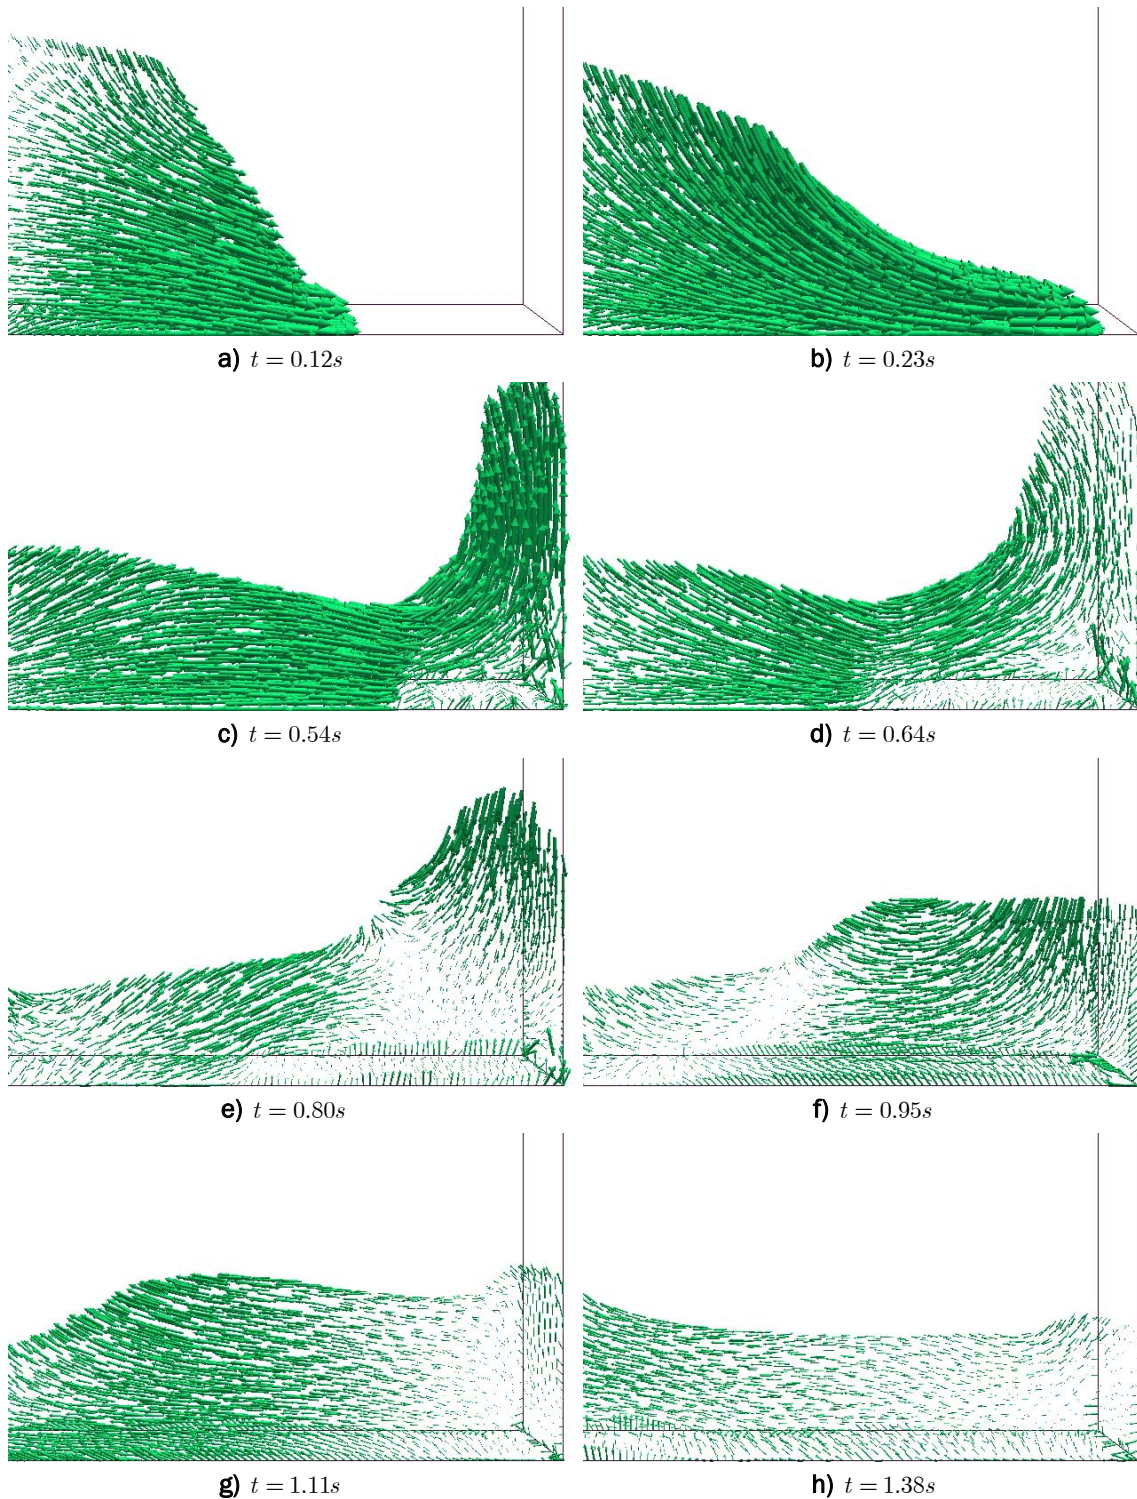 a) t = 0.12s
b) t = 0.23s
c) t = 0.54s
d) t = 0.64s
e) t = 0.80s
f) t = 0.95s
g) t = 1.11s
h) t = 1.38s